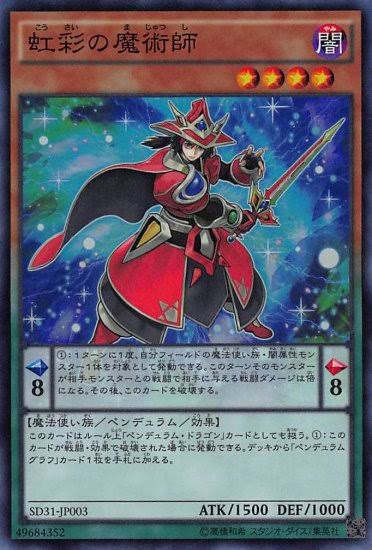 こう さい ま じゅつ し
虹彩の魔術師
やみ
闇
①：1ターンに1度、自分フィールドの魔法使い族・闇属性モン
スター1体を対象として発動できる。このターンそのモンスター
が相手モンスターとの戦闘で相手に与える戦闘ダメージは倍
になる。その後、このカードを破壊する。
8
8
【魔法使い族／ペンデュラム／効果】
このカードはルール上「ペンデュラム・ドラゴン」カードとしても扱う。①：この
カードが戦闘・効果で破壊された場合に発動できる。デッキから「ペンデュラム
グラフ」カード1枚を手札に加える。
SD31-JP003
ATK/1500 DEF/1000
49684352
©高橋和希 スタジオ・ダイス/集英社